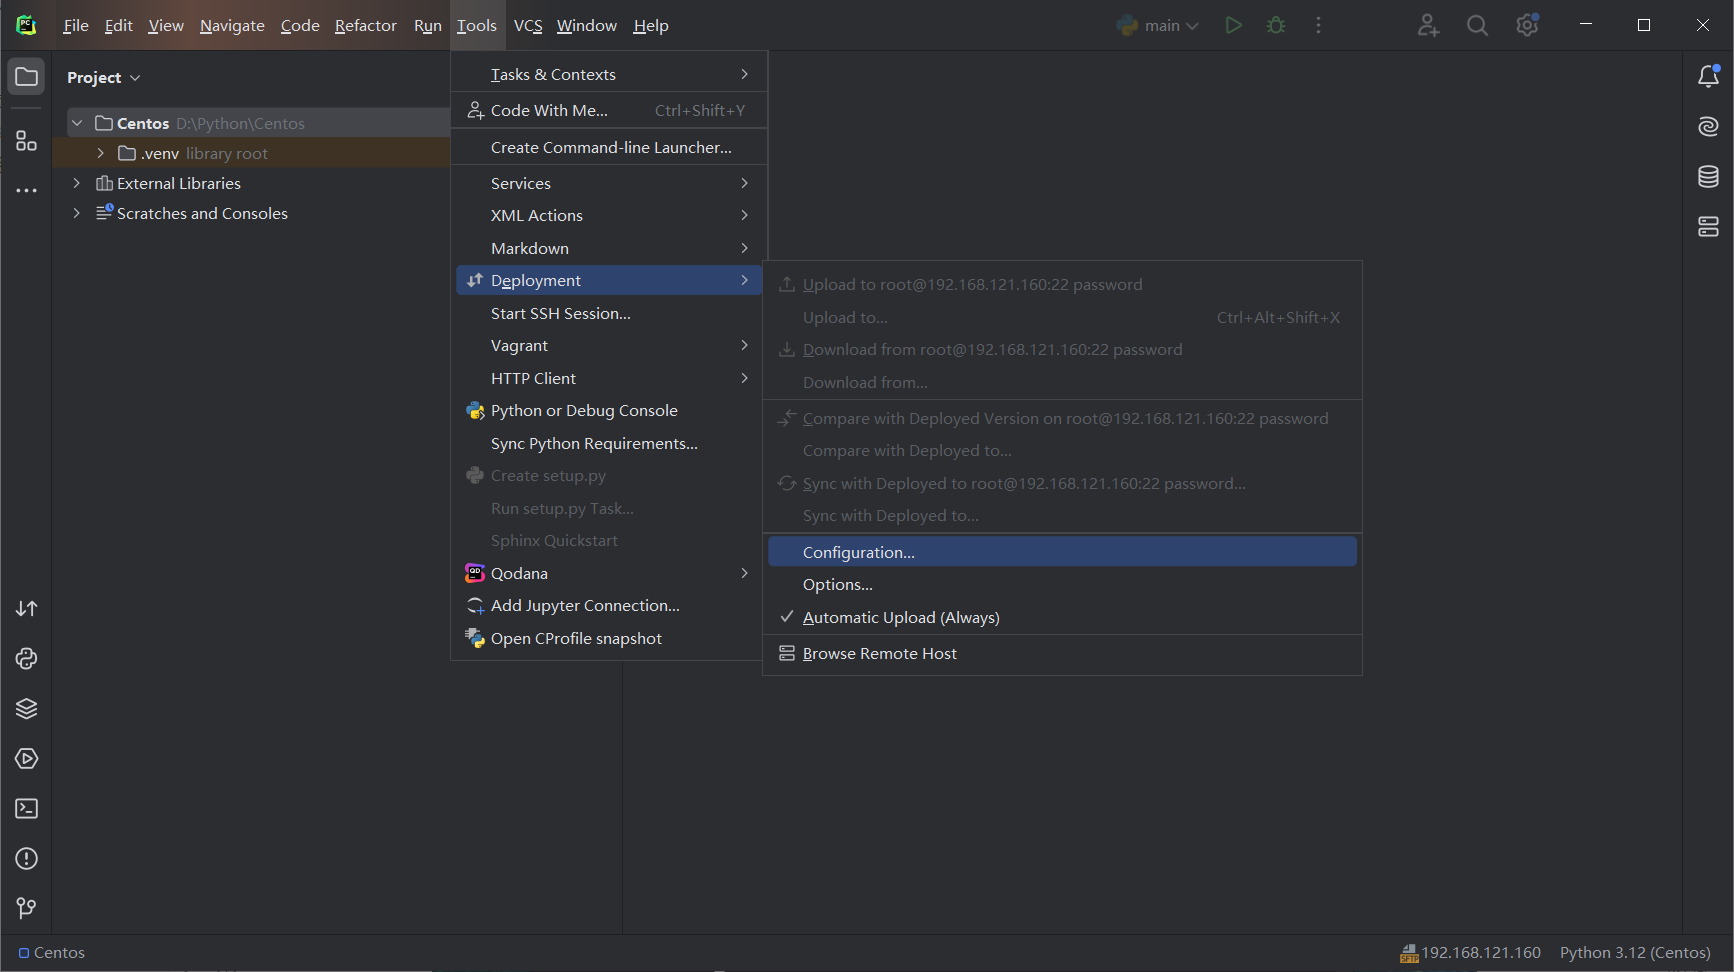 File Edit View Navigate Code Refactor Run Tools VCS Window Help main
Project
Centos D:\Python\Centos
.venv library root
External Libraries
Scratches and Consoles
Tasks & Contexts
Code With Me... Ctrl+Shift+Y
Create Command-line Launcher...
Services
XML Actions
Markdown
Deployment
Start SSH Session...
Vagrant
HTTP Client
Python or Debug Console
Sync Python Requirements...
Create setup.py
Run setup.py Task...
Sphinx Quickstart
Qodana
Add Jupyter Connection...
Open CProfile snapshot
Upload to root@192.168.121.160:22 password
Upload to... Ctrl+Alt+Shift+X
Download from root@192.168.121.160:22 password
Download from...
Compare with Deployed Version on root@192.168.121.160:22 password
Compare with Deployed to...
Sync with Deployed to root@192.168.121.160:22 password...
Sync with Deployed to...
Configuration...
Options...
Automatic Upload (Always)
Browse Remote Host
Centos
SFTP 192.168.121.160 Python 3.12 (Centos)